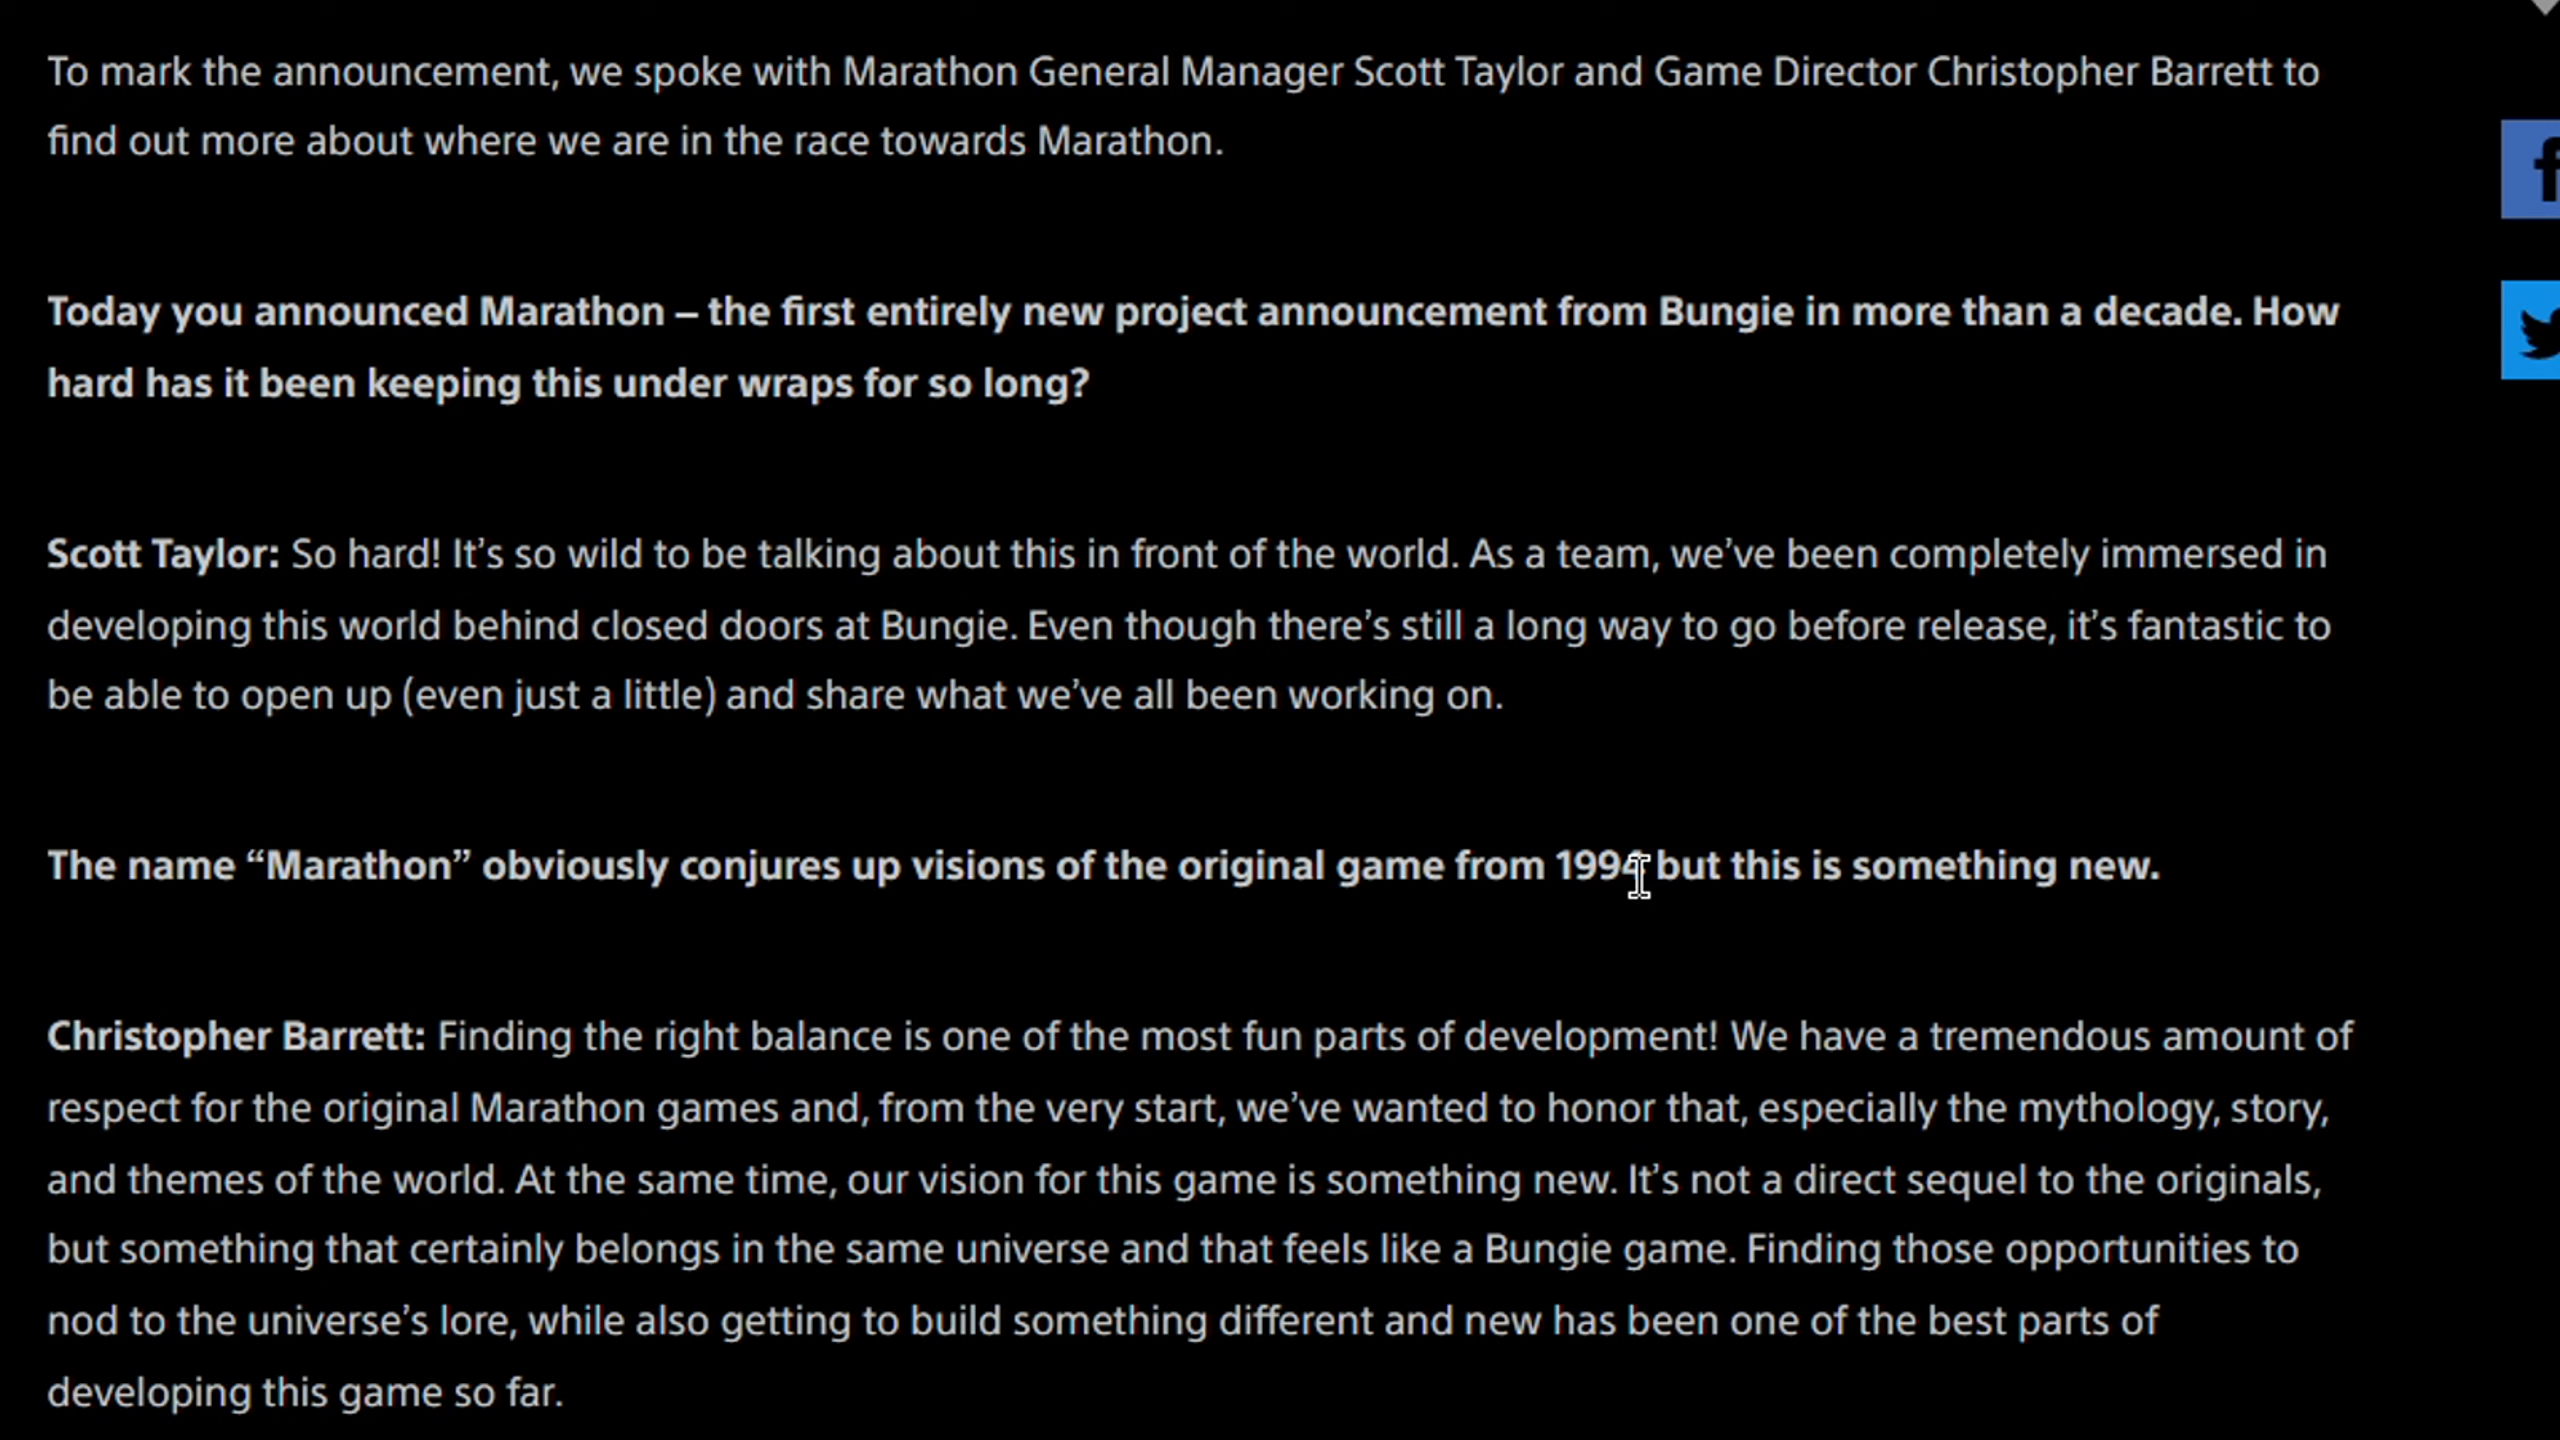 To mark the announcement, we spoke with Marathon General Manager Scott Taylor and Game Director Christopher Barrett to
find out more about where we are in the race towards Marathon.
Today you announced Marathon – the first entirely new project announcement from Bungie in more than a decade. How
hard has it been keeping this under wraps for so long?
Scott Taylor: So hard! It’s so wild to be talking about this in front of the world. As a team, we’ve been completely immersed in
developing this world behind closed doors at Bungie. Even though there’s still a long way to go before release, it’s fantastic to
be able to open up (even just a little) and share what we’ve all been working on.
The name “Marathon” obviously conjures up visions of the original game from 1994 but this is something new.
Christopher Barrett: Finding the right balance is one of the most fun parts of development! We have a tremendous amount of
respect for the original Marathon games and, from the very start, we’ve wanted to honor that, especially the mythology, story,
and themes of the world. At the same time, our vision for this game is something new. It’s not a direct sequel to the originals,
but something that certainly belongs in the same universe and that feels like a Bungie game. Finding those opportunities to
nod to the universe’s lore, while also getting to build something different and new has been one of the best parts of
developing this game so far.